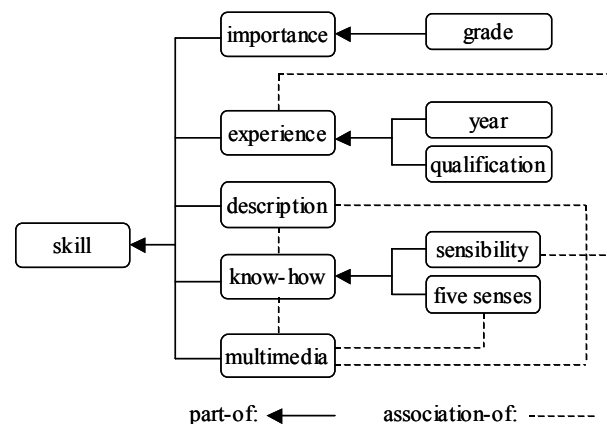 importance
grade
experience
year
qualification
description
skill
sensibility
know-how
five senses
multimedia
part-of:
association-of: